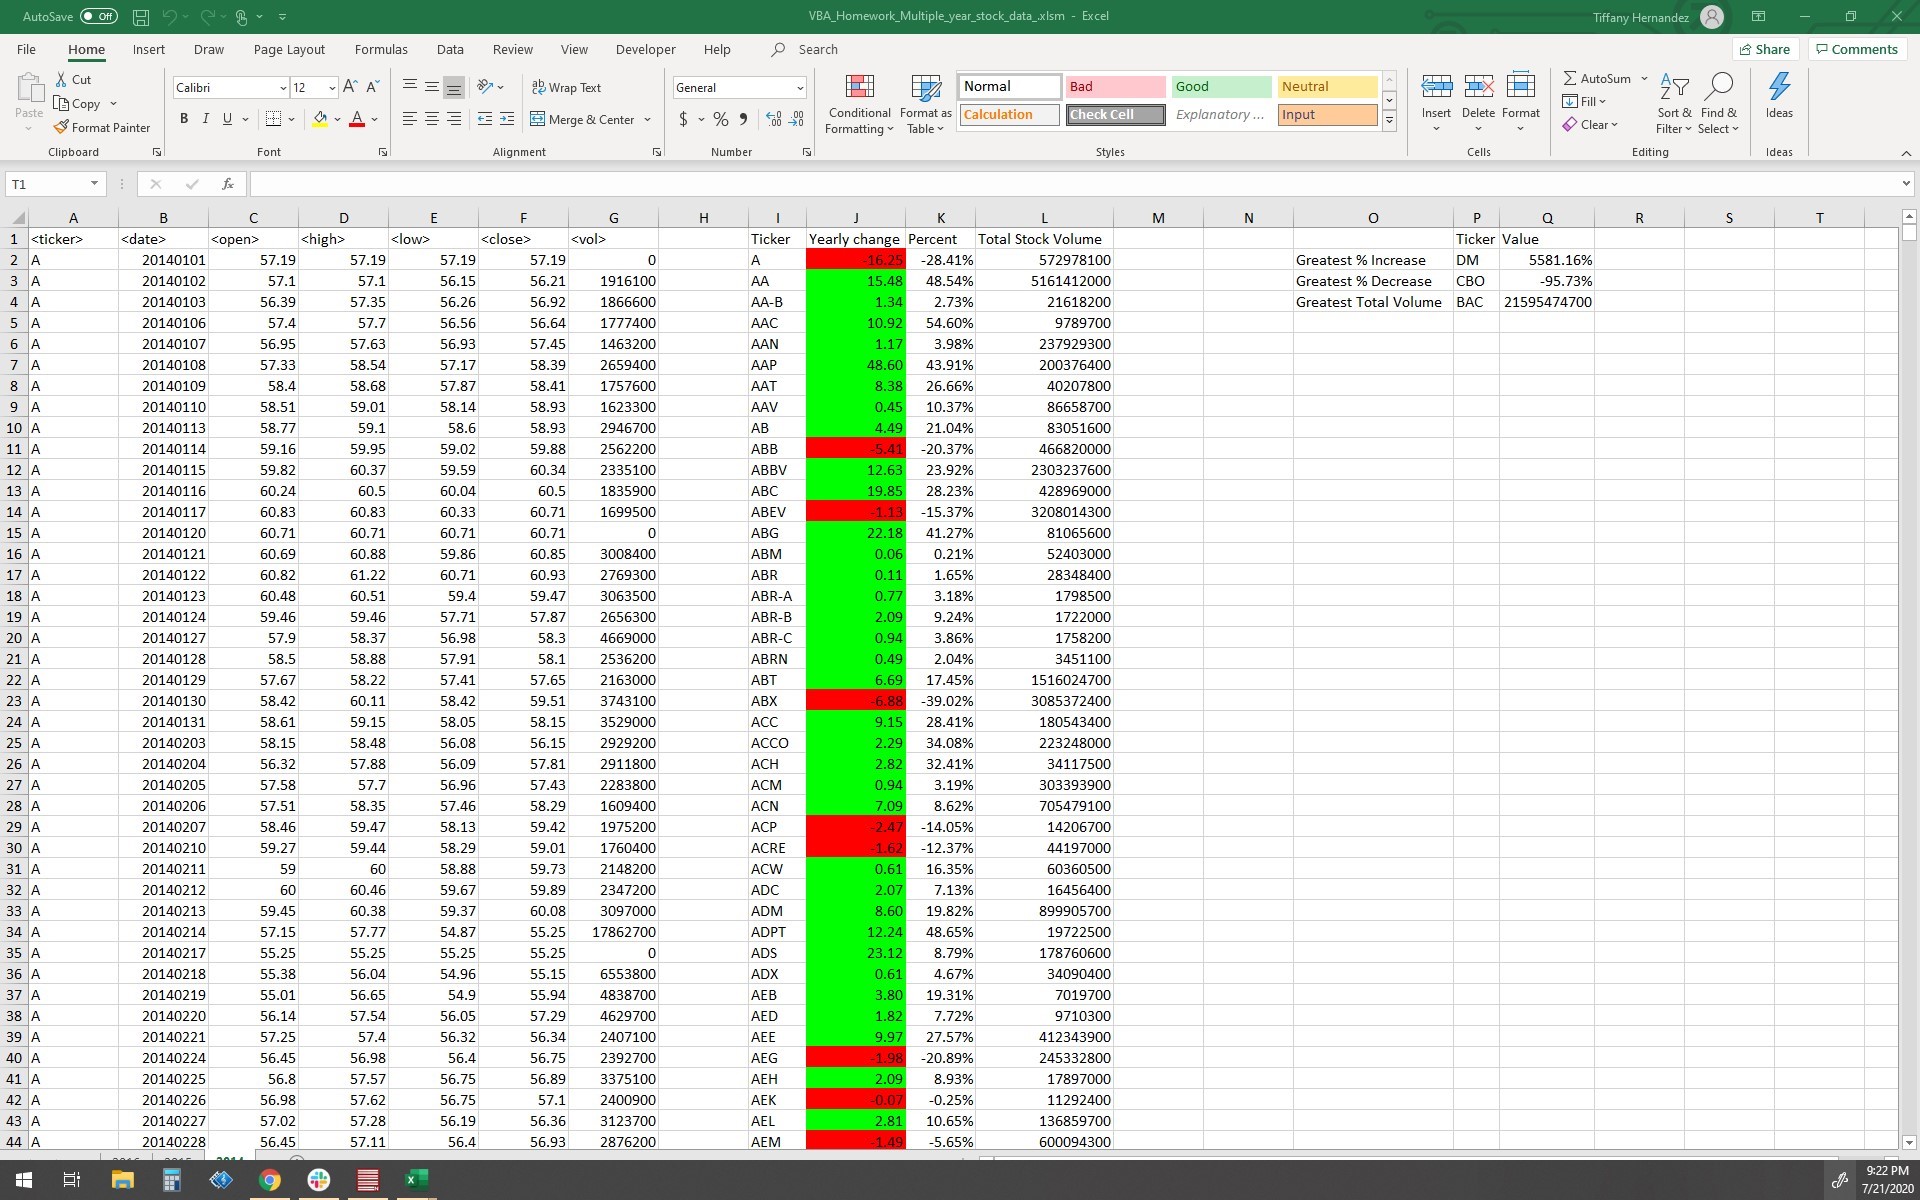 AutoSave Off VBA_Homework_Multiple_year_stock_data_.xlsm - Excel Tiffany Hernandez
File Home Insert Draw Page Layout Formulas Data Review View Developer Help Search Share Comments
Cut Calibri 12 Wrap Text General Normal Bad Good Neutral AutoSum
Paste Copy Conditional Formatting Format as Table Insert Delete Format Fill Sort & Filter Find & Select Ideas
Format Painter B I U Merge & Center $ % Calculation Check Cell Explanatory ... Input Clear
Clipboard Font Alignment Number Styles Cells Editing Ideas
T1 fx
A B C D E F G H I J K L M N O P Q R S T
1 <ticker> <date> <open> <high> <low> <close> <vol> Ticker Yearly change Percent Total Stock Volume Ticker Value
2 A 20140101 57.19 57.19 57.19 57.19 0 A -16.25 -28.41% 572978100 Greatest % Increase DM 5581.16%
3 A 20140102 57.1 57.1 56.15 56.21 1916100 AA 15.48 48.54% 5161412000 Greatest % Decrease CBO -95.73%
4 A 20140103 56.39 57.35 56.26 56.92 1866600 AA-B 1.34 2.73% 21618200 Greatest Total Volume BAC 21595474700
5 A 20140106 57.4 57.7 56.56 56.64 1777400 AAC 10.92 54.60% 9789700
6 A 20140107 56.95 57.63 56.93 57.45 1463200 AAN 1.17 3.98% 237929300
7 A 20140108 57.33 58.54 57.17 58.39 2659400 AAP 48.60 43.91% 200376400
8 A 20140109 58.4 58.68 57.87 58.41 1757600 AAT 8.38 26.66% 40207800
9 A 20140110 58.51 59.01 58.14 58.93 1623300 AAV 0.45 10.37% 86658700
10 A 20140113 58.77 59.1 58.6 58.93 2946700 AB 4.49 21.04% 83051600
11 A 20140114 59.16 59.95 59.02 59.88 2562200 ABB -5.41 -20.37% 466820000
12 A 20140115 59.82 60.37 59.59 60.34 2335100 ABBV 12.63 23.92% 2303237600
13 A 20140116 60.24 60.5 60.04 60.5 1835900 ABC 19.85 28.23% 428969000
14 A 20140117 60.83 60.83 60.33 60.71 1699500 ABEV -1.13 -15.37% 3208014300
15 A 20140120 60.71 60.71 60.71 60.71 0 ABG 22.18 41.27% 81065600
16 A 20140121 60.69 60.88 59.86 60.85 3008400 ABM 0.06 0.21% 52403000
17 A 20140122 60.82 61.22 60.71 60.93 2769300 ABR 0.11 1.65% 28348400
18 A 20140123 60.48 60.51 59.4 59.47 3063500 ABR-A 0.77 3.18% 1798500
19 A 20140124 59.46 59.46 57.71 57.87 2656300 ABR-B 2.09 9.24% 1722000
20 A 20140127 57.9 58.37 56.98 58.3 4669000 ABR-C 0.94 3.86% 1758200
21 A 20140128 58.5 58.88 57.91 58.1 2536200 ABRN 0.49 2.04% 3451100
22 A 20140129 57.67 58.22 57.41 57.65 2163000 ABT 6.69 17.45% 1516024700
23 A 20140130 58.42 60.11 58.42 59.51 3743100 ABX -6.88 -39.02% 3085372400
24 A 20140131 58.61 59.15 58.05 58.15 3529000 ACC 9.15 28.41% 180543400
25 A 20140203 58.15 58.48 56.08 56.15 2929200 ACCO 2.29 34.08% 223248000
26 A 20140204 56.32 57.88 56.09 57.81 2911800 ACH 2.82 32.41% 34117500
27 A 20140205 57.58 57.7 56.96 57.43 2283800 ACM 0.94 3.19% 303393900
28 A 20140206 57.51 58.35 57.46 58.29 1609400 ACN 7.09 8.62% 705479100
29 A 20140207 58.46 59.47 58.13 59.42 1975200 ACP -2.47 -14.05% 14206700
30 A 20140210 59.27 59.44 58.29 59.01 1760400 ACRE -1.62 -12.37% 44197000
31 A 20140211 59 60 58.88 59.73 2148200 ACW 0.61 16.35% 60360500
32 A 20140212 60 60.46 59.67 59.89 2347200 ADC 2.07 7.13% 16456400
33 A 20140213 59.45 60.38 59.37 60.08 3097000 ADM 8.60 19.82% 899905700
34 A 20140214 57.15 57.77 54.87 55.25 17862700 ADPT 12.24 48.65% 19722500
35 A 20140217 55.25 55.25 55.25 55.25 0 ADS 23.12 8.79% 178760600
36 A 20140218 55.38 56.04 54.96 55.15 6553800 ADX 0.61 4.67% 34090400
37 A 20140219 55.01 56.65 54.9 55.94 4838700 AEB 3.80 19.31% 7019700
38 A 20140220 56.14 57.54 56.05 57.29 4629700 AED 1.82 7.72% 9710300
39 A 20140221 57.25 57.4 56.32 56.34 2407100 AEE 9.97 27.57% 412343900
40 A 20140224 56.45 56.98 56.4 56.75 2392700 AEG -1.98 -20.89% 245332800
41 A 20140225 56.8 57.57 56.75 56.89 3375100 AEH 2.09 8.93% 17897000
42 A 20140226 56.98 57.62 56.75 57.1 2400900 AEK -0.07 -0.25% 11292400
43 A 20140227 57.02 57.28 56.19 56.36 3123700 AEL 2.81 10.65% 136859700
44 A 20140228 56.45 57.11 56.4 56.93 2876200 AEM -1.49 -5.65% 600094300
2016 2015 2014
9:22 PM
7/21/2020